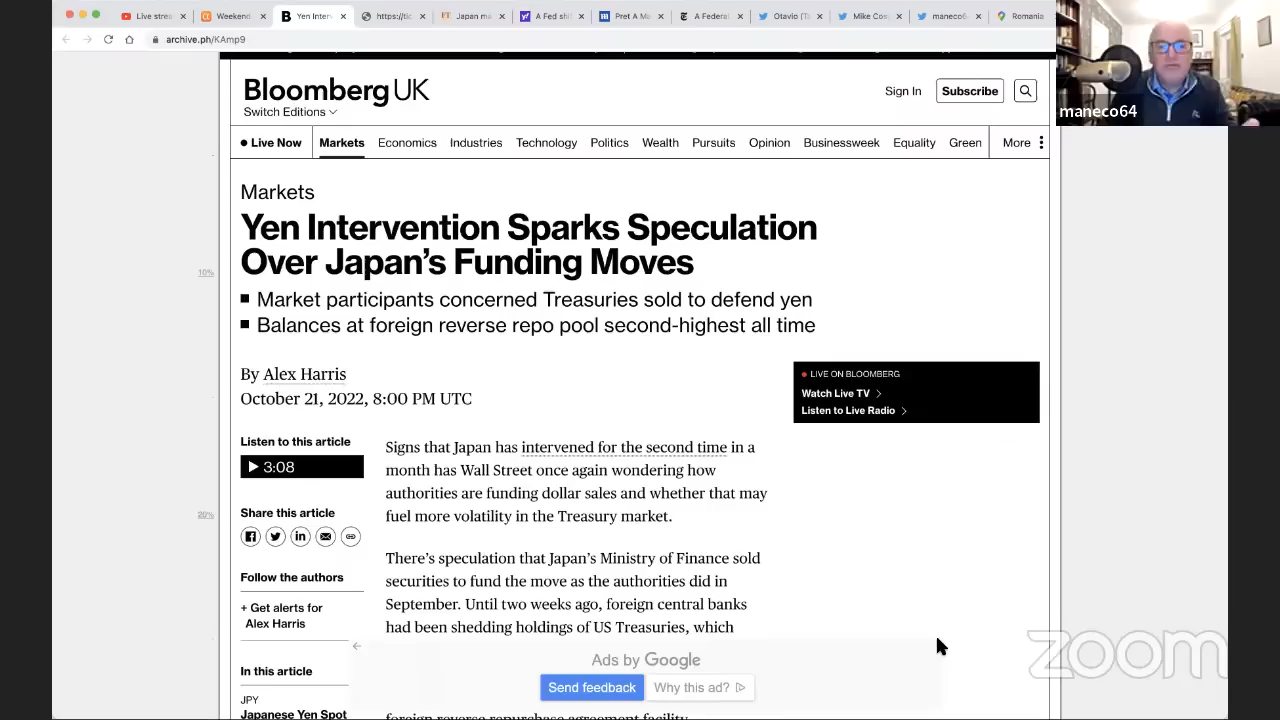 Live strea
Weekend
Yen Inter
https://tic
Japan ma
A Fed shi
Pret A Ma
A Federat
Otavio (Ta
Mike Cos
maneco64
Romania
archive.ph/KAmp9
maneco64
Bloomberg UK
Switch Editions
Sign In
Subscribe
Live Now
Markets
Economics
Industries
Technology
Politics
Wealth
Pursuits
Opinion
Businessweek
Equality
Green
More
Markets
Yen Intervention Sparks Speculation
Over Japan's Funding Moves
Market participants concerned Treasuries sold to defend yen
Balances at foreign reverse repo pool second-highest all time
10%
By Alex Harris
October 21, 2022, 8:00 PM UTC
LIVE ON BLOOMBERG
Watch Live TV
Listen to Live Radio
Listen to this article
3:08
Share this article
20%
Follow the authors
+ Get alerts for
Alex Harris
In this article
JPY
Japanese Yen Spot
Signs that Japan has intervened for the second time in a
month has Wall Street once again wondering how
authorities are funding dollar sales and whether that may
fuel more volatility in the Treasury market.
There's speculation that Japan's Ministry of Finance sold
securities to fund the move as the authorities did in
September. Until two weeks ago, foreign central banks
had been shedding holdings of US Treasuries, which
Ads by Google
Send feedback
Why this ad?
foreign reverse repurchase agreement facility.
zoom